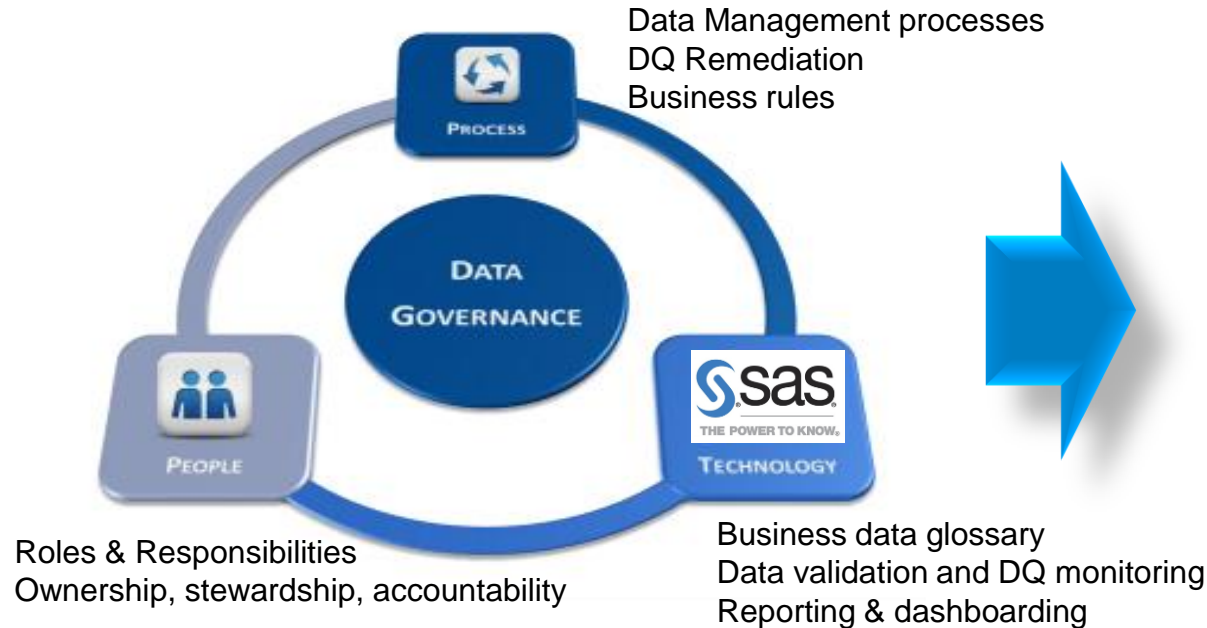 Data Management processes
DQ Remediation
Business rules
PROCESS
DATA
GOVERNANCE
PEOPLE
sas
THE POWER TO KNOW®
TECHNOLOGY
Roles & Responsibilities
Ownership, stewardship, accountability
Business data glossary
Data validation and DQ monitoring
Reporting & dashboarding